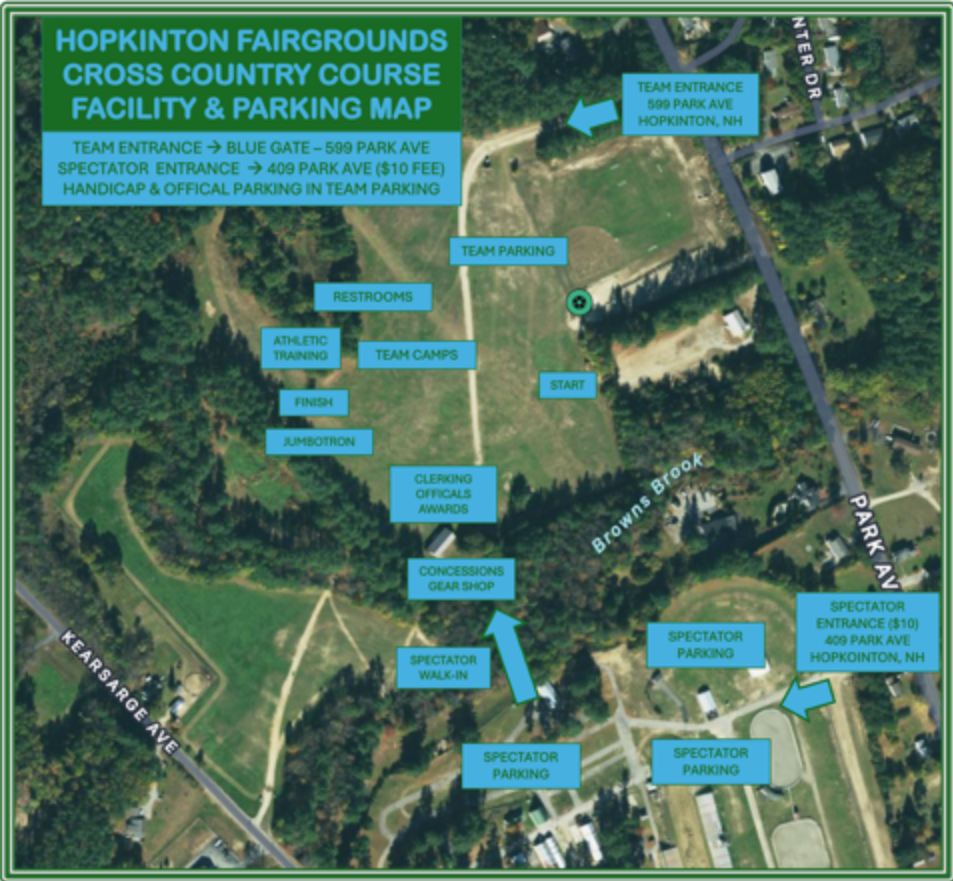 HOPKINTON FAIRGROUNDS
CROSS COUNTRY COURSE
FACILITY & PARKING MAP
TEAM ENTRANCE → BLUE GATE – 599 PARK AVE
SPECTATOR ENTRANCE → 409 PARK AVE ($10 FEE)
HANDICAP & OFFICAL PARKING IN TEAM PARKING
NTER DR
TEAM ENTRANCE
599 PARK AVE
HOPKINTON, NH
TEAM PARKING
RESTROOMS
ATHLETIC
TRAINING
TEAM CAMPS
START
FINISH
JUMBOTRON
CLERKING
OFFICALS
AWARDS
Browns Brook
PARK AV
CONCESSIONS
GEAR SHOP
SPECTATOR
ENTRANCE ($10)
409 PARK AVE
HOPKOINTON, NH
SPECTATOR
PARKING
SPECTATOR
WALK-IN
KEARSARGE AVE
SPECTATOR
PARKING
SPECTATOR
PARKING